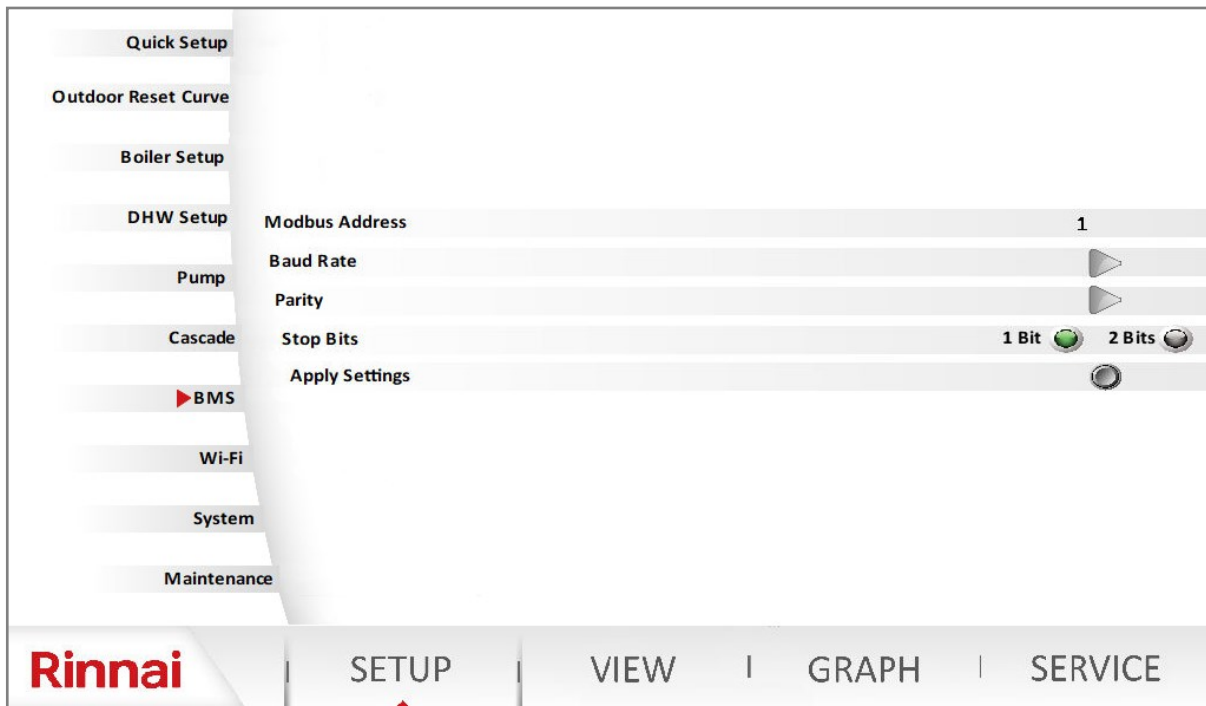 Quick Setup
Outdoor Reset Curve
Boiler Setup
DHW Setup
Pump
Cascade
BMS
Wi-Fi
System
Maintenance
Modbus Address 1
Baud Rate
Parity
Stop Bits 1 Bit 2 Bits
Apply Settings
Rinnai SETUP VIEW GRAPH SERVICE